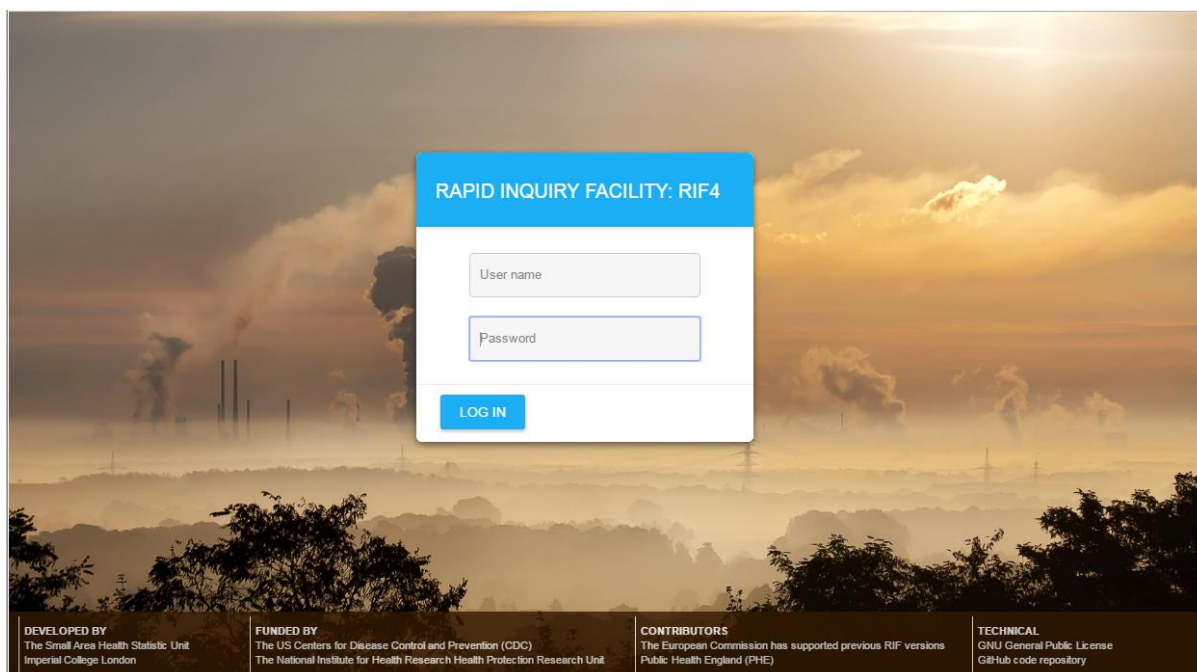 RAPID INQUIRY FACILITY: RIF4
User name
Password
LOG IN
DEVELOPED BY
The Small Area Health Statistic Unit
Imperial College London
FUNDED BY
The US Centers for Disease Control and Prevention (CDC)
The National Institute for Health Research Health Protection Research Unit
CONTRIBUTORS
The European Commission has supported previous RIF versions
Public Health England (PHE)
TECHNICAL
GNU General Public License
GitHub code repository